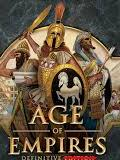 AGE
OF
EMPIRES
DEFINITIVE EDITION